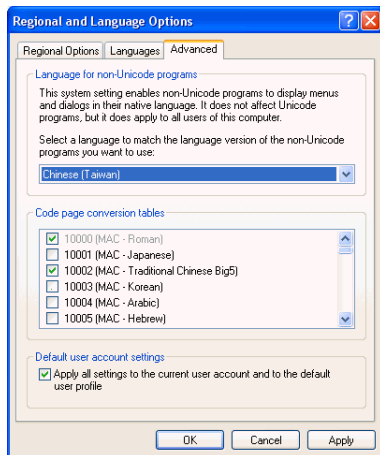 Regional and Language Options
Regional Options
Languages
Advanced
Language for non-Unicode programs
This system setting enables non-Unicode programs to display menus
and dialogs in their native language. It does not affect Unicode
programs, but it does apply to all users of this computer.
Select a language to match the language version of the non-Unicode
programs you want to use:
Chinese (Taiwan)
Code page conversion tables
10000 (MAC - Roman)
10001 (MAC - Japanese)
10002 (MAC - Traditional Chinese Big5)
10003 (MAC - Korean)
10004 (MAC - Arabic)
10005 (MAC - Hebrew)
Default user account settings
Apply all settings to the current user account and to the default
user profile
OK
Cancel
Apply